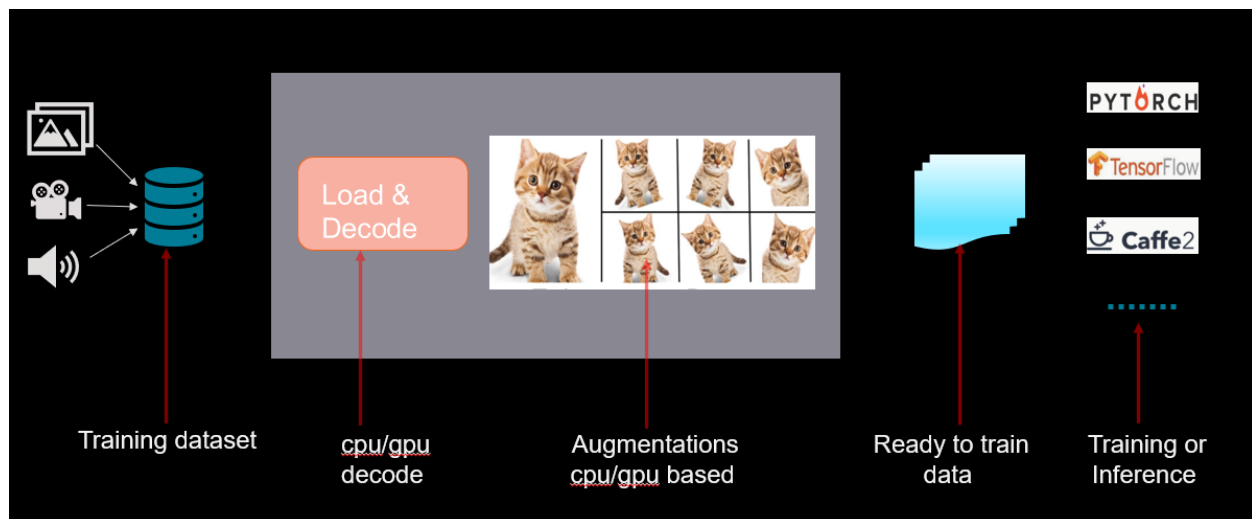 PYTORCH
TensorFlow
Load &
Decode
Caffe2
Training dataset
cpu/gpu
decode
Augmentations
cpu/gpu based
Ready to train
data
Training or
Inference